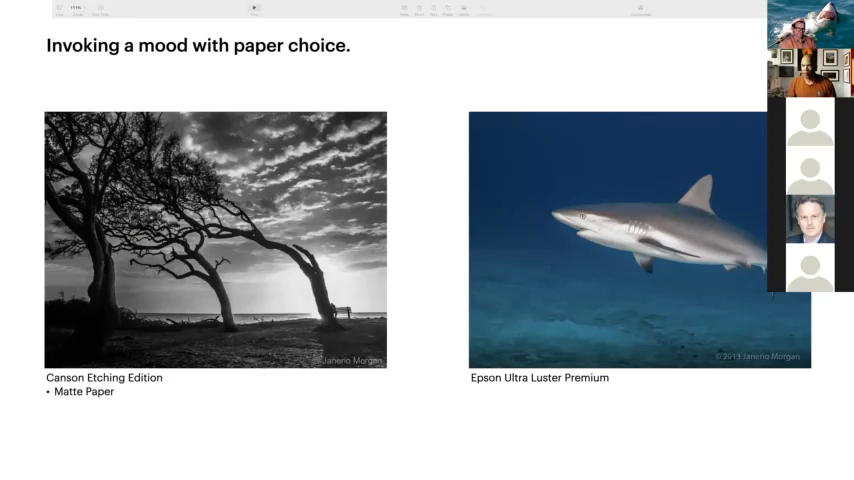 Invoking a mood with paper choice.
© Janerio Morgan
Canson Etching Edition
• Matte Paper
© 2013 Janerio Morgan
Epson Ultra Luster Premium